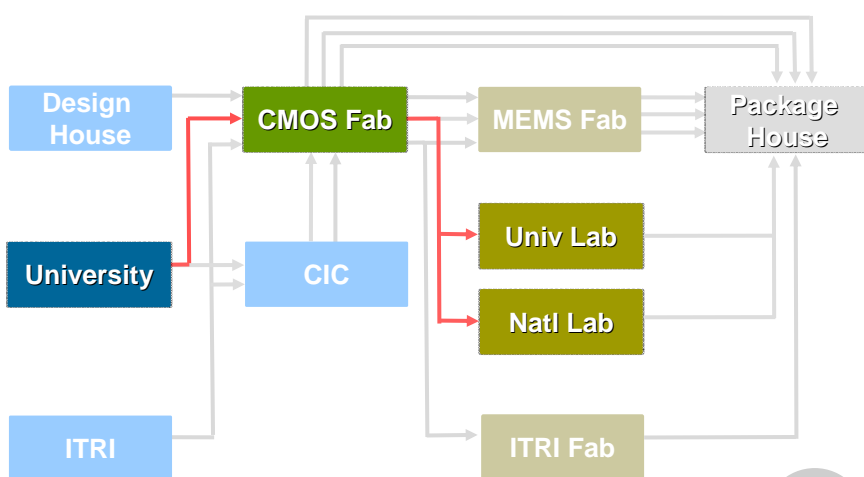 Design
House
CMOS Fab
MEMS Fab
Package
House
Univ Lab
University
CIC
Natl Lab
ITRI
ITRI Fab